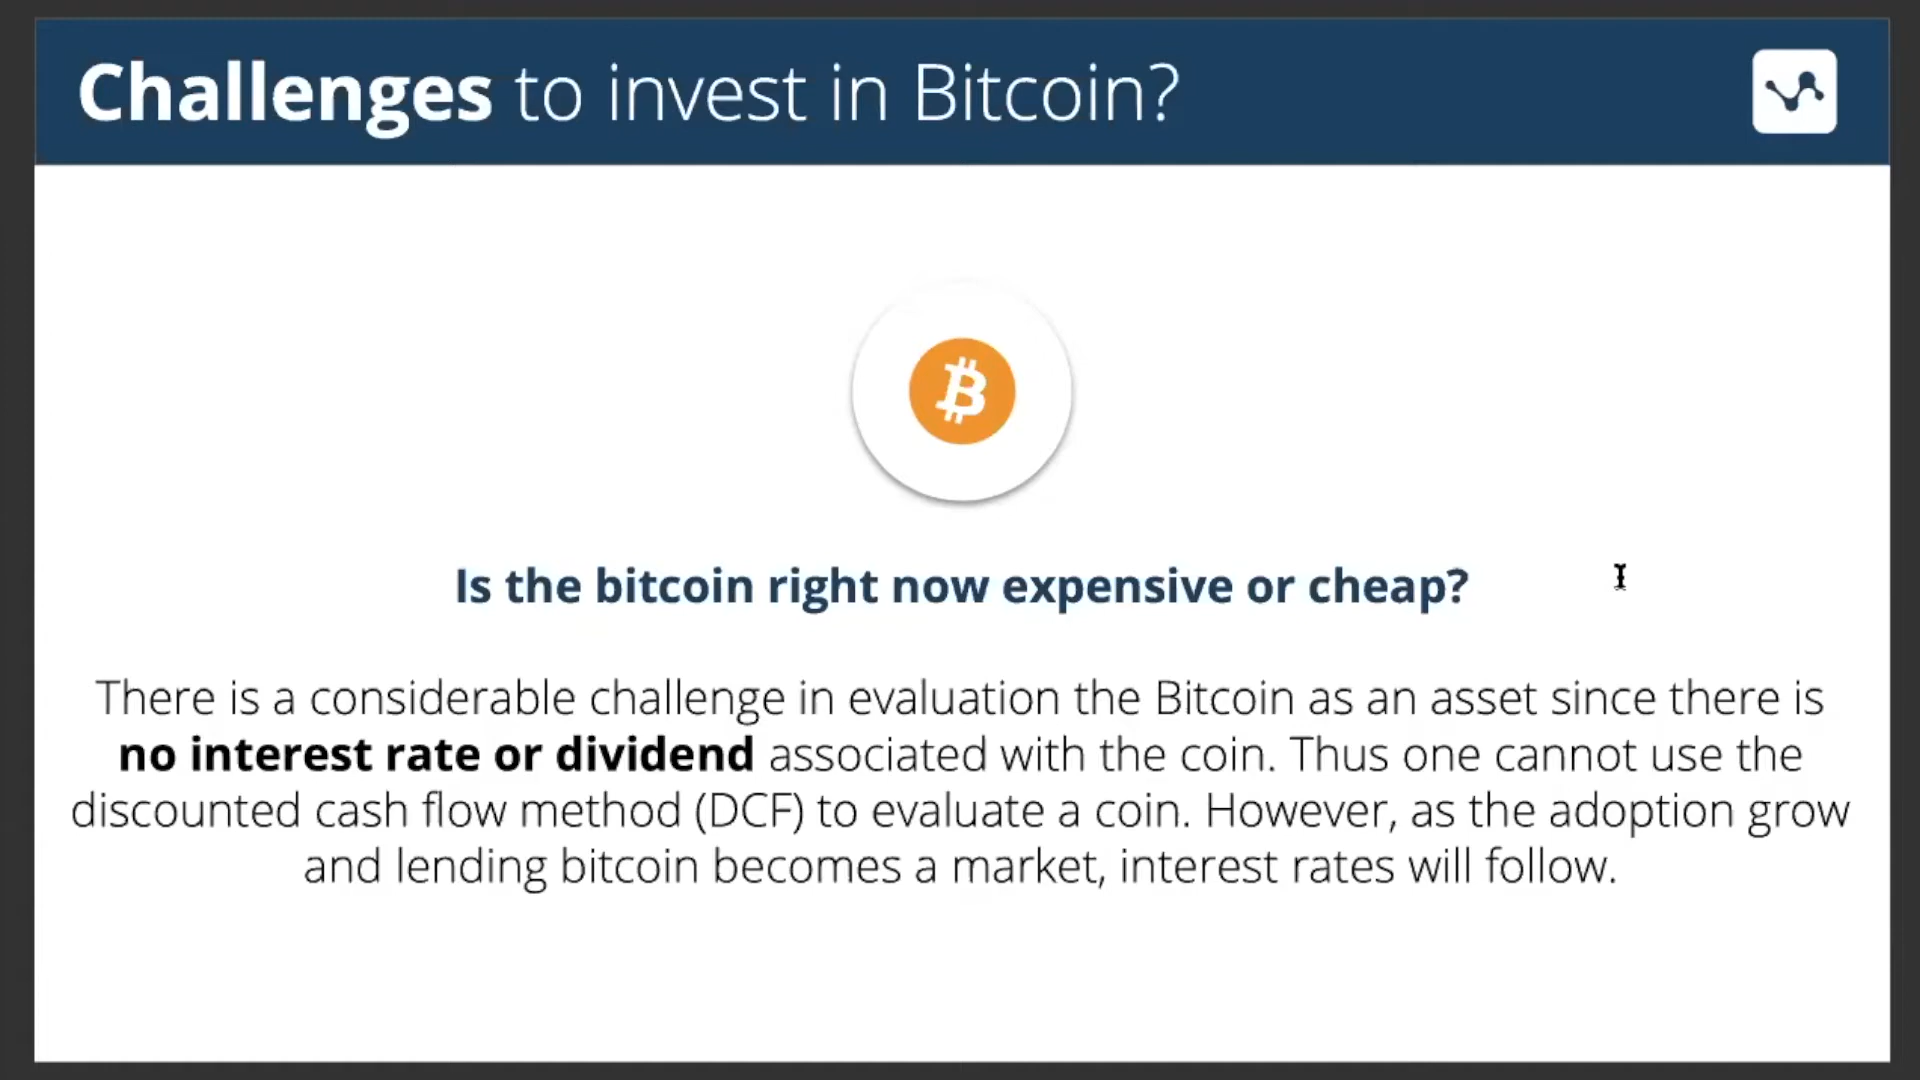 Challenges to invest in Bitcoin?
Is the bitcoin right now expensive or cheap?
There is a considerable challenge in evaluation the Bitcoin as an asset since there is
no interest rate or dividend associated with the coin. Thus one cannot use the
discounted cash flow method (DCF) to evaluate a coin. However, as the adoption grow
and lending bitcoin becomes a market, interest rates will follow.